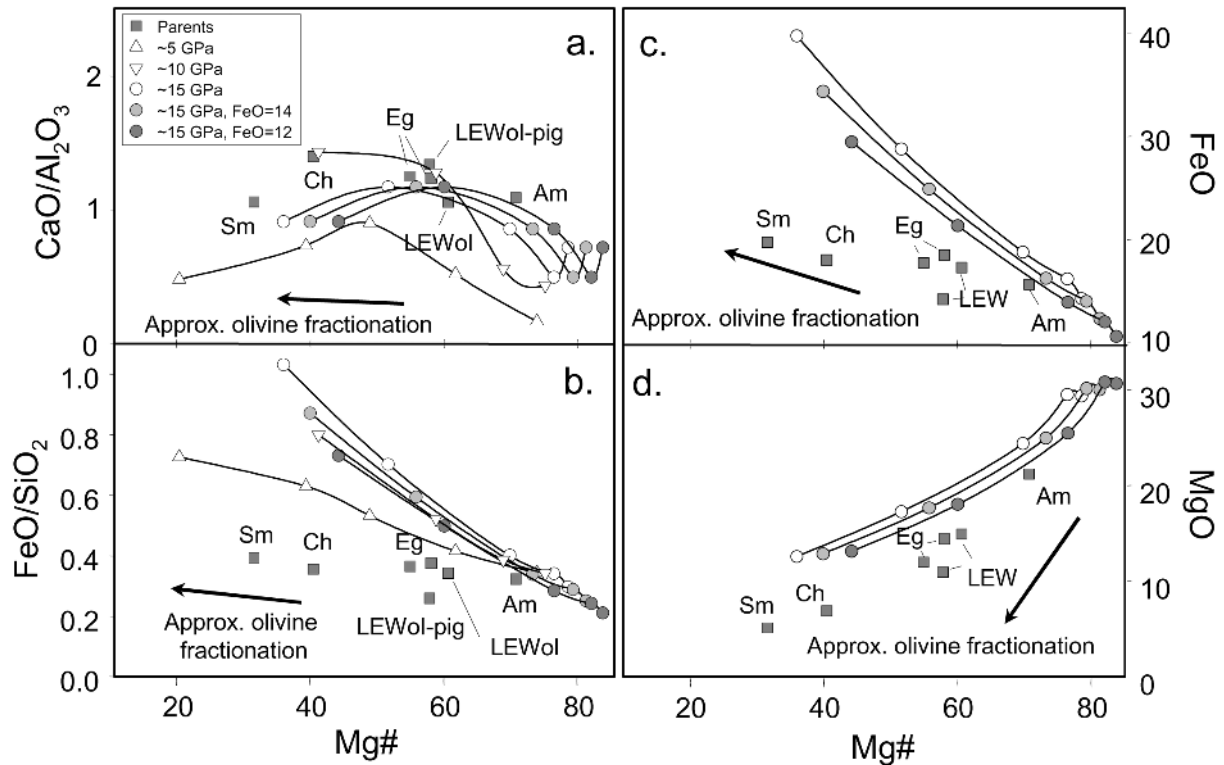 Parents
~5 GPa
~10 GPa
~15 GPa
~15 GPa, FeO=14
~15 GPa, FeO=12
a.
2
1
0
CaO/Al₂O₃
Eg
LEWol-pig
Ch
Am
Sm
LEWol
Approx. olivine fractionation
b.
1.0
0.8
0.6
0.4
0.2
0.0
FeO/SiO₂
Sm
Ch
Eg
Am
LEWol-pig
LEWol
Approx. olivine
fractionation
20
40
60
80
Mg#
c.
40
30
20
10
FeO
Sm
Ch
Eg
LEW
Am
Approx. olivine fractionation
d.
30
20
10
0
MgO
Am
Eg
LEW
Ch
Sm
Approx. olivine fractionation
20
40
60
80
Mg#